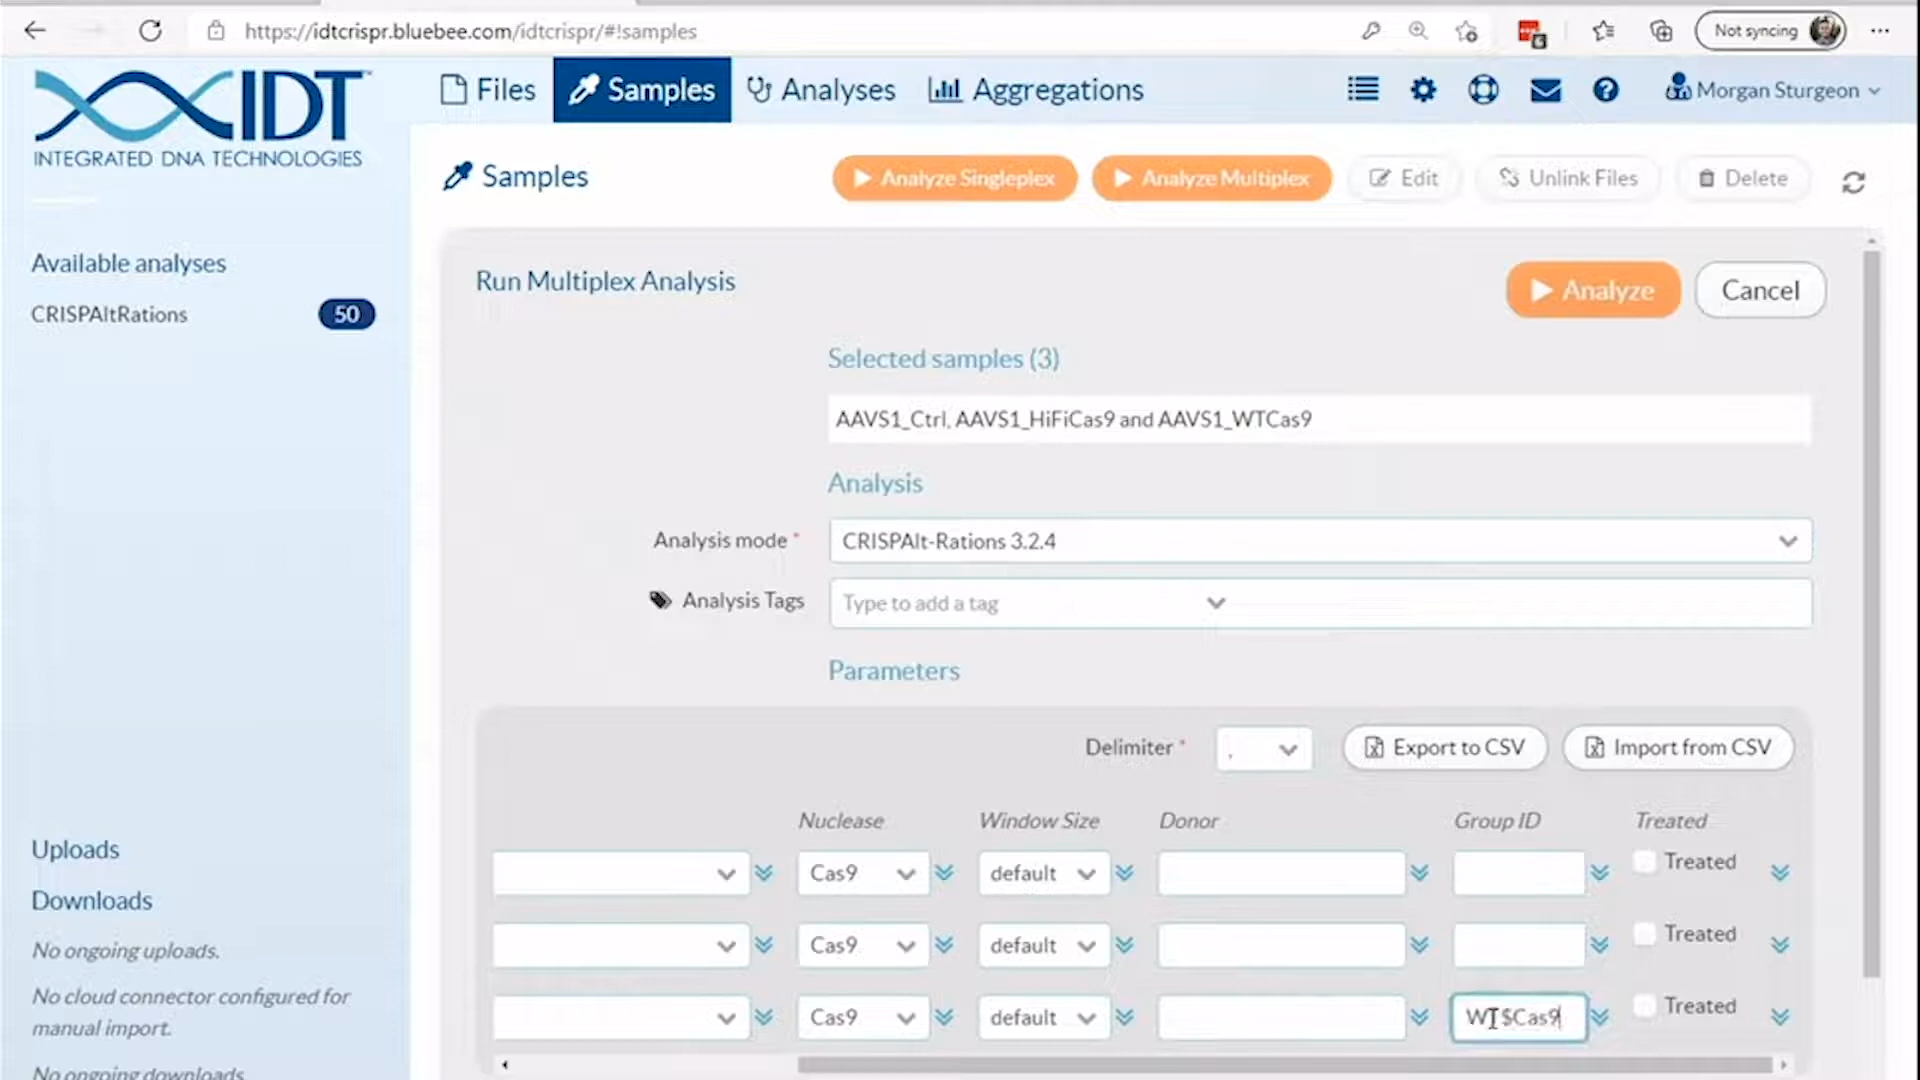 https://idtcrispr.bluebee.com/idtcrispr/#!samples
Not syncing
IDT
INTEGRATED DNA TECHNOLOGIES
Files
Samples
Analyses
Aggregations
Morgan Sturgeon
Samples
Analyze Singleplex
Analyze Multiplex
Edit
Unlink Files
Delete
Available analyses
CRISPAltRations
50
Run Multiplex Analysis
Analyze
Cancel
Selected samples (3)
AAVS1_Ctrl, AAVS1_HiFiCas9 and AAVS1_WTCas9
Analysis
Analysis mode *
CRISPAlt-Rations 3.2.4
Analysis Tags
Type to add a tag
Parameters
Delimiter *
,
Export to CSV
Import from CSV
Nuclease
Window Size
Donor
Group ID
Treated
Cas9
default
Treated
Cas9
default
Treated
Cas9
default
WT$Cas9
Treated
Uploads
Downloads
No ongoing uploads.
No cloud connector configured for
manual import.
No ongoing downloads